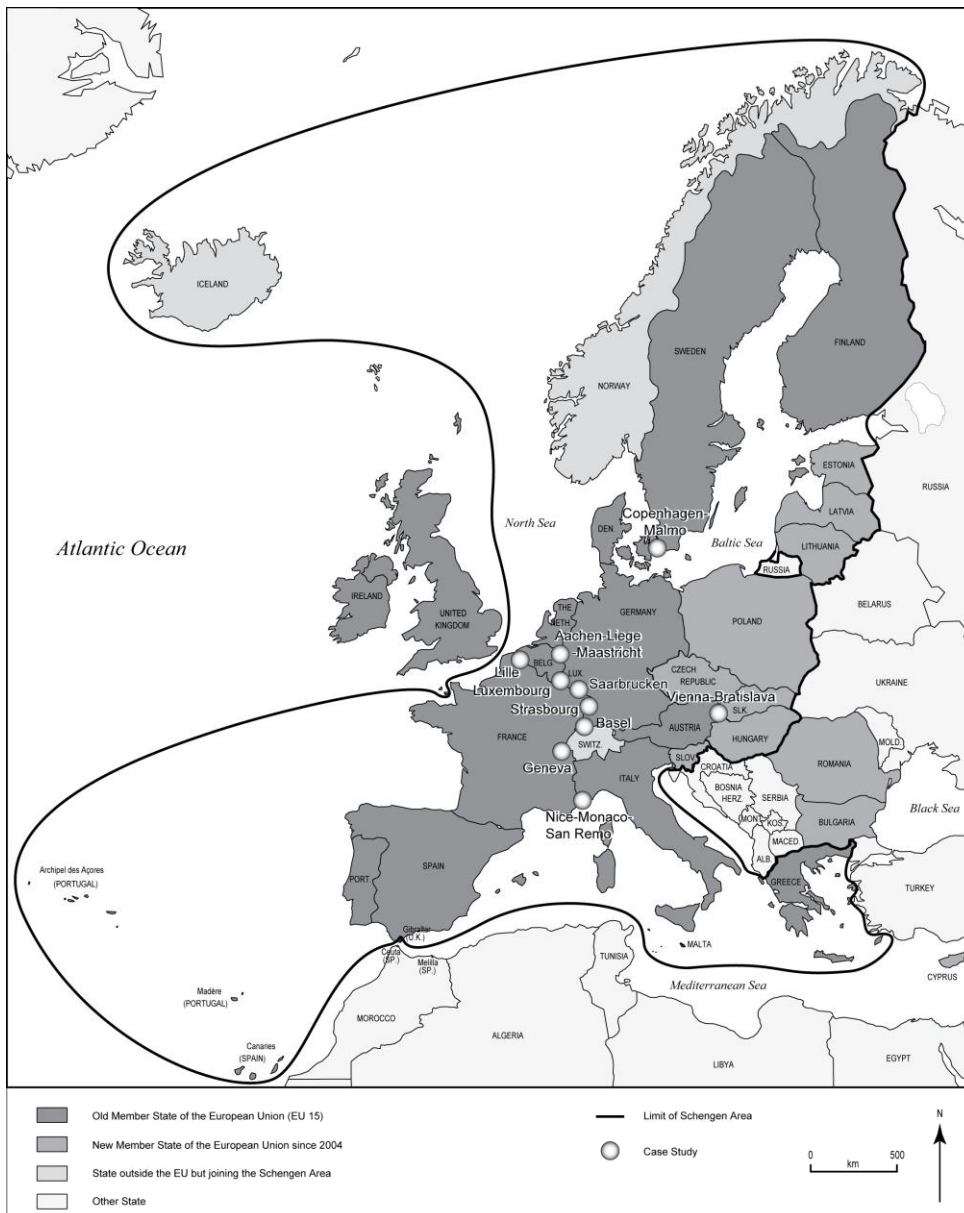 ICELAND
FINLAND
SWEDEN
NORWAY
ESTONIA
RUSSIA
LATVIA
Copenhagen-
Malmo
North Sea
DEN.
Baltic Sea
LITHUANIA
Atlantic Ocean
RUSSIA
BELARUS
IRELAND
UNITED
KINGDOM
THE
NETH.
GERMANY
POLAND
Aachen-Liege
-Maastricht
BELG.
Lille
LUX.
CZECH
REPUBLIC
UKRAINE
Luxembourg
Saarbrucken
Vienna-Bratislava
Strasbourg
SLK.
Basel
AUSTRIA
FRANCE
HUNGARY
SWITZ.
MOLD.
Geneva
SLOV.
CROATIA
ITALY
ROMANIA
BOSNIA
HERZ.
SERBIA
Nice-Monaco-
San Remo
Black Sea
MONT.
KOS.
BULGARIA
MACED.
ALB.
SPAIN
PORT.
Archipel des Açores
(PORTUGAL)
GREECE
TURKEY
Gibraltar
(U.K.)
MALTA
Ceuta
(SP.)
Melilla
(SP.)
TUNISIA
CYPRUS
Mediterranean Sea
Madère
(PORTUGAL)
MOROCCO
ALGERIA
Canaries
(SPAIN)
LIBYA
EGYPT
Old Member State of the European Union (EU 15)
New Member State of the European Union since 2004
State outside the EU but joining the Schengen Area
Other State
Limit of Schengen Area
Case Study
0 500
km
N